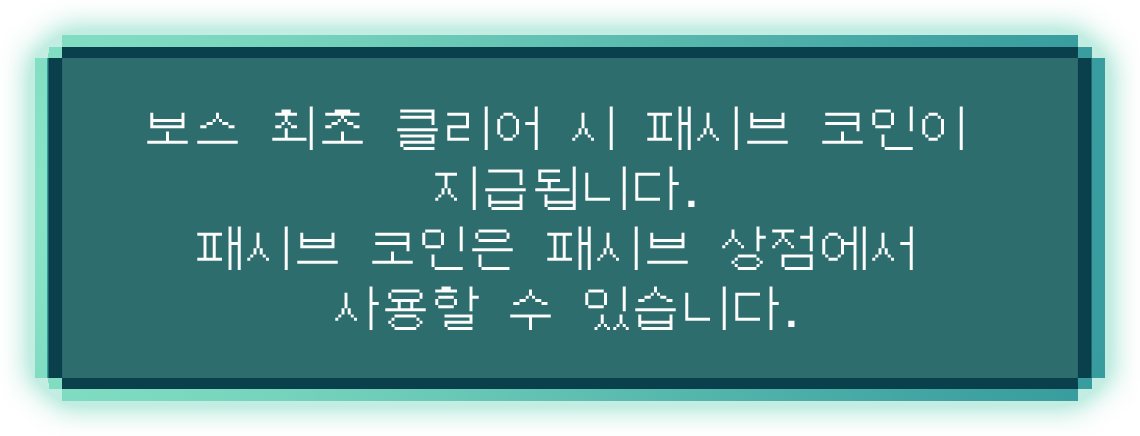 보스 최초 클리어 시 패시브 코인이
지급됩니다.
패시브 코인은 패시브 상점에서
사용할 수 있습니다.